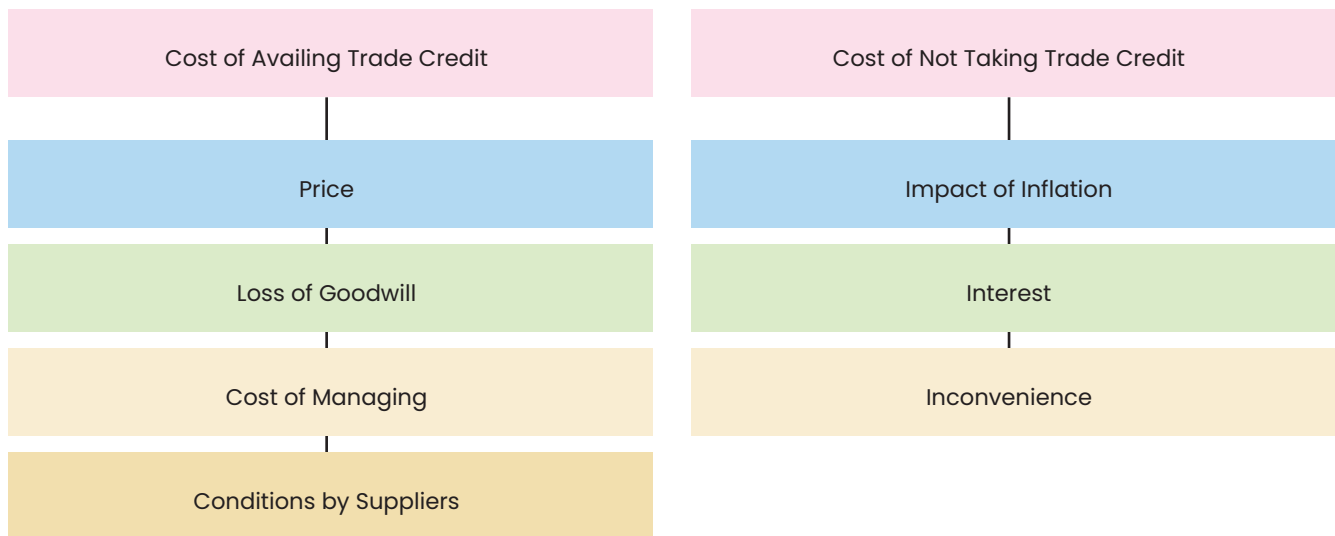 Cost of Availing Trade Credit
Price
Loss of Goodwill
Cost of Managing
Conditions by Suppliers
Cost of Not Taking Trade Credit
Impact of Inflation
Interest
Inconvenience